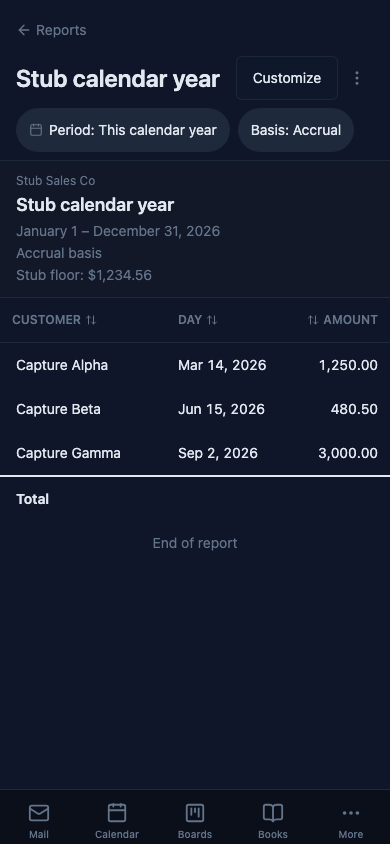 Reports
Stub calendar year
Customize
Period: This calendar year
Basis: Accrual
Stub Sales Co
Stub calendar year
January 1 – December 31, 2026
Accrual basis
Stub floor: $1,234.56
CUSTOMER DAY AMOUNT
Capture Alpha Mar 14, 2026 1,250.00
Capture Beta Jun 15, 2026 480.50
Capture Gamma Sep 2, 2026 3,000.00
Total
End of report
Mail Calendar Boards Books More